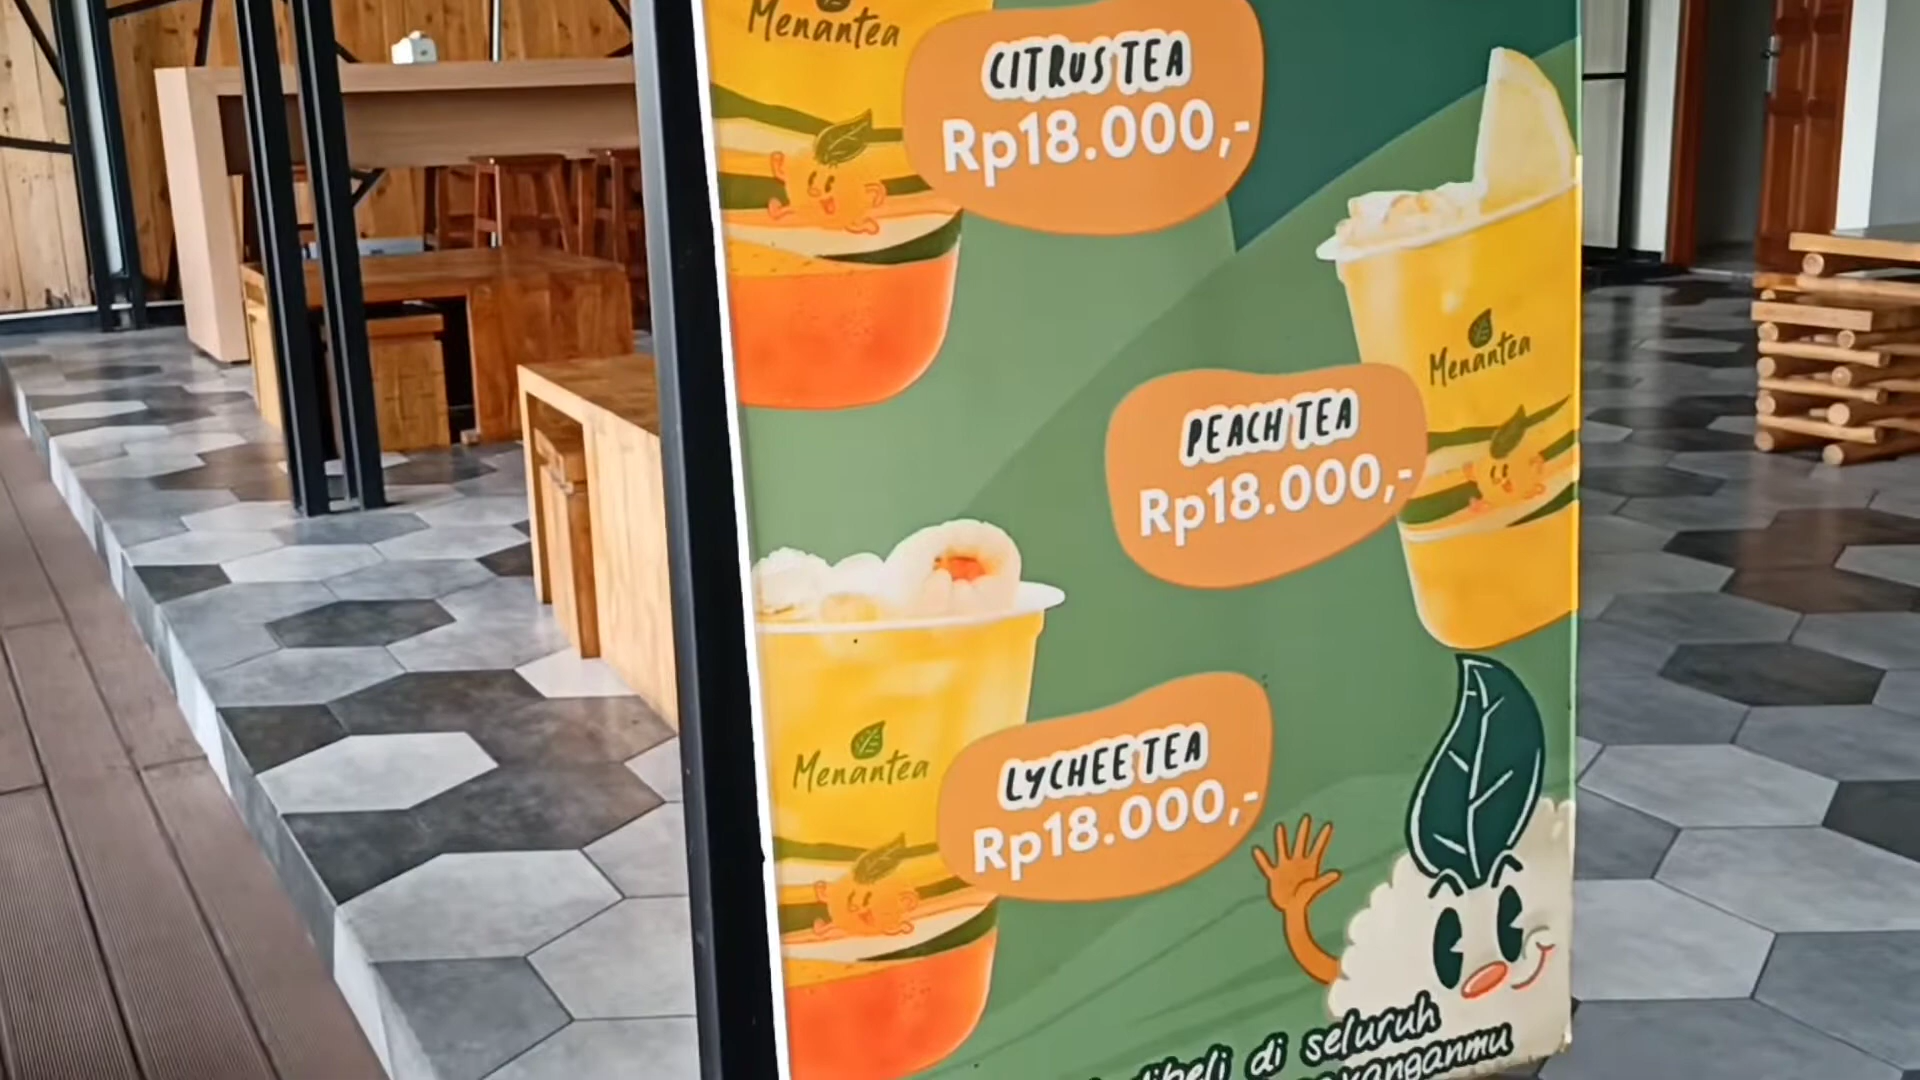 Menantea
CITRUS TEA
Rp18.000,-
Menantea
PEACH TEA
Rp18.000,-
Menantea
LYCHEE TEA
Rp18.000,-
di seluruh